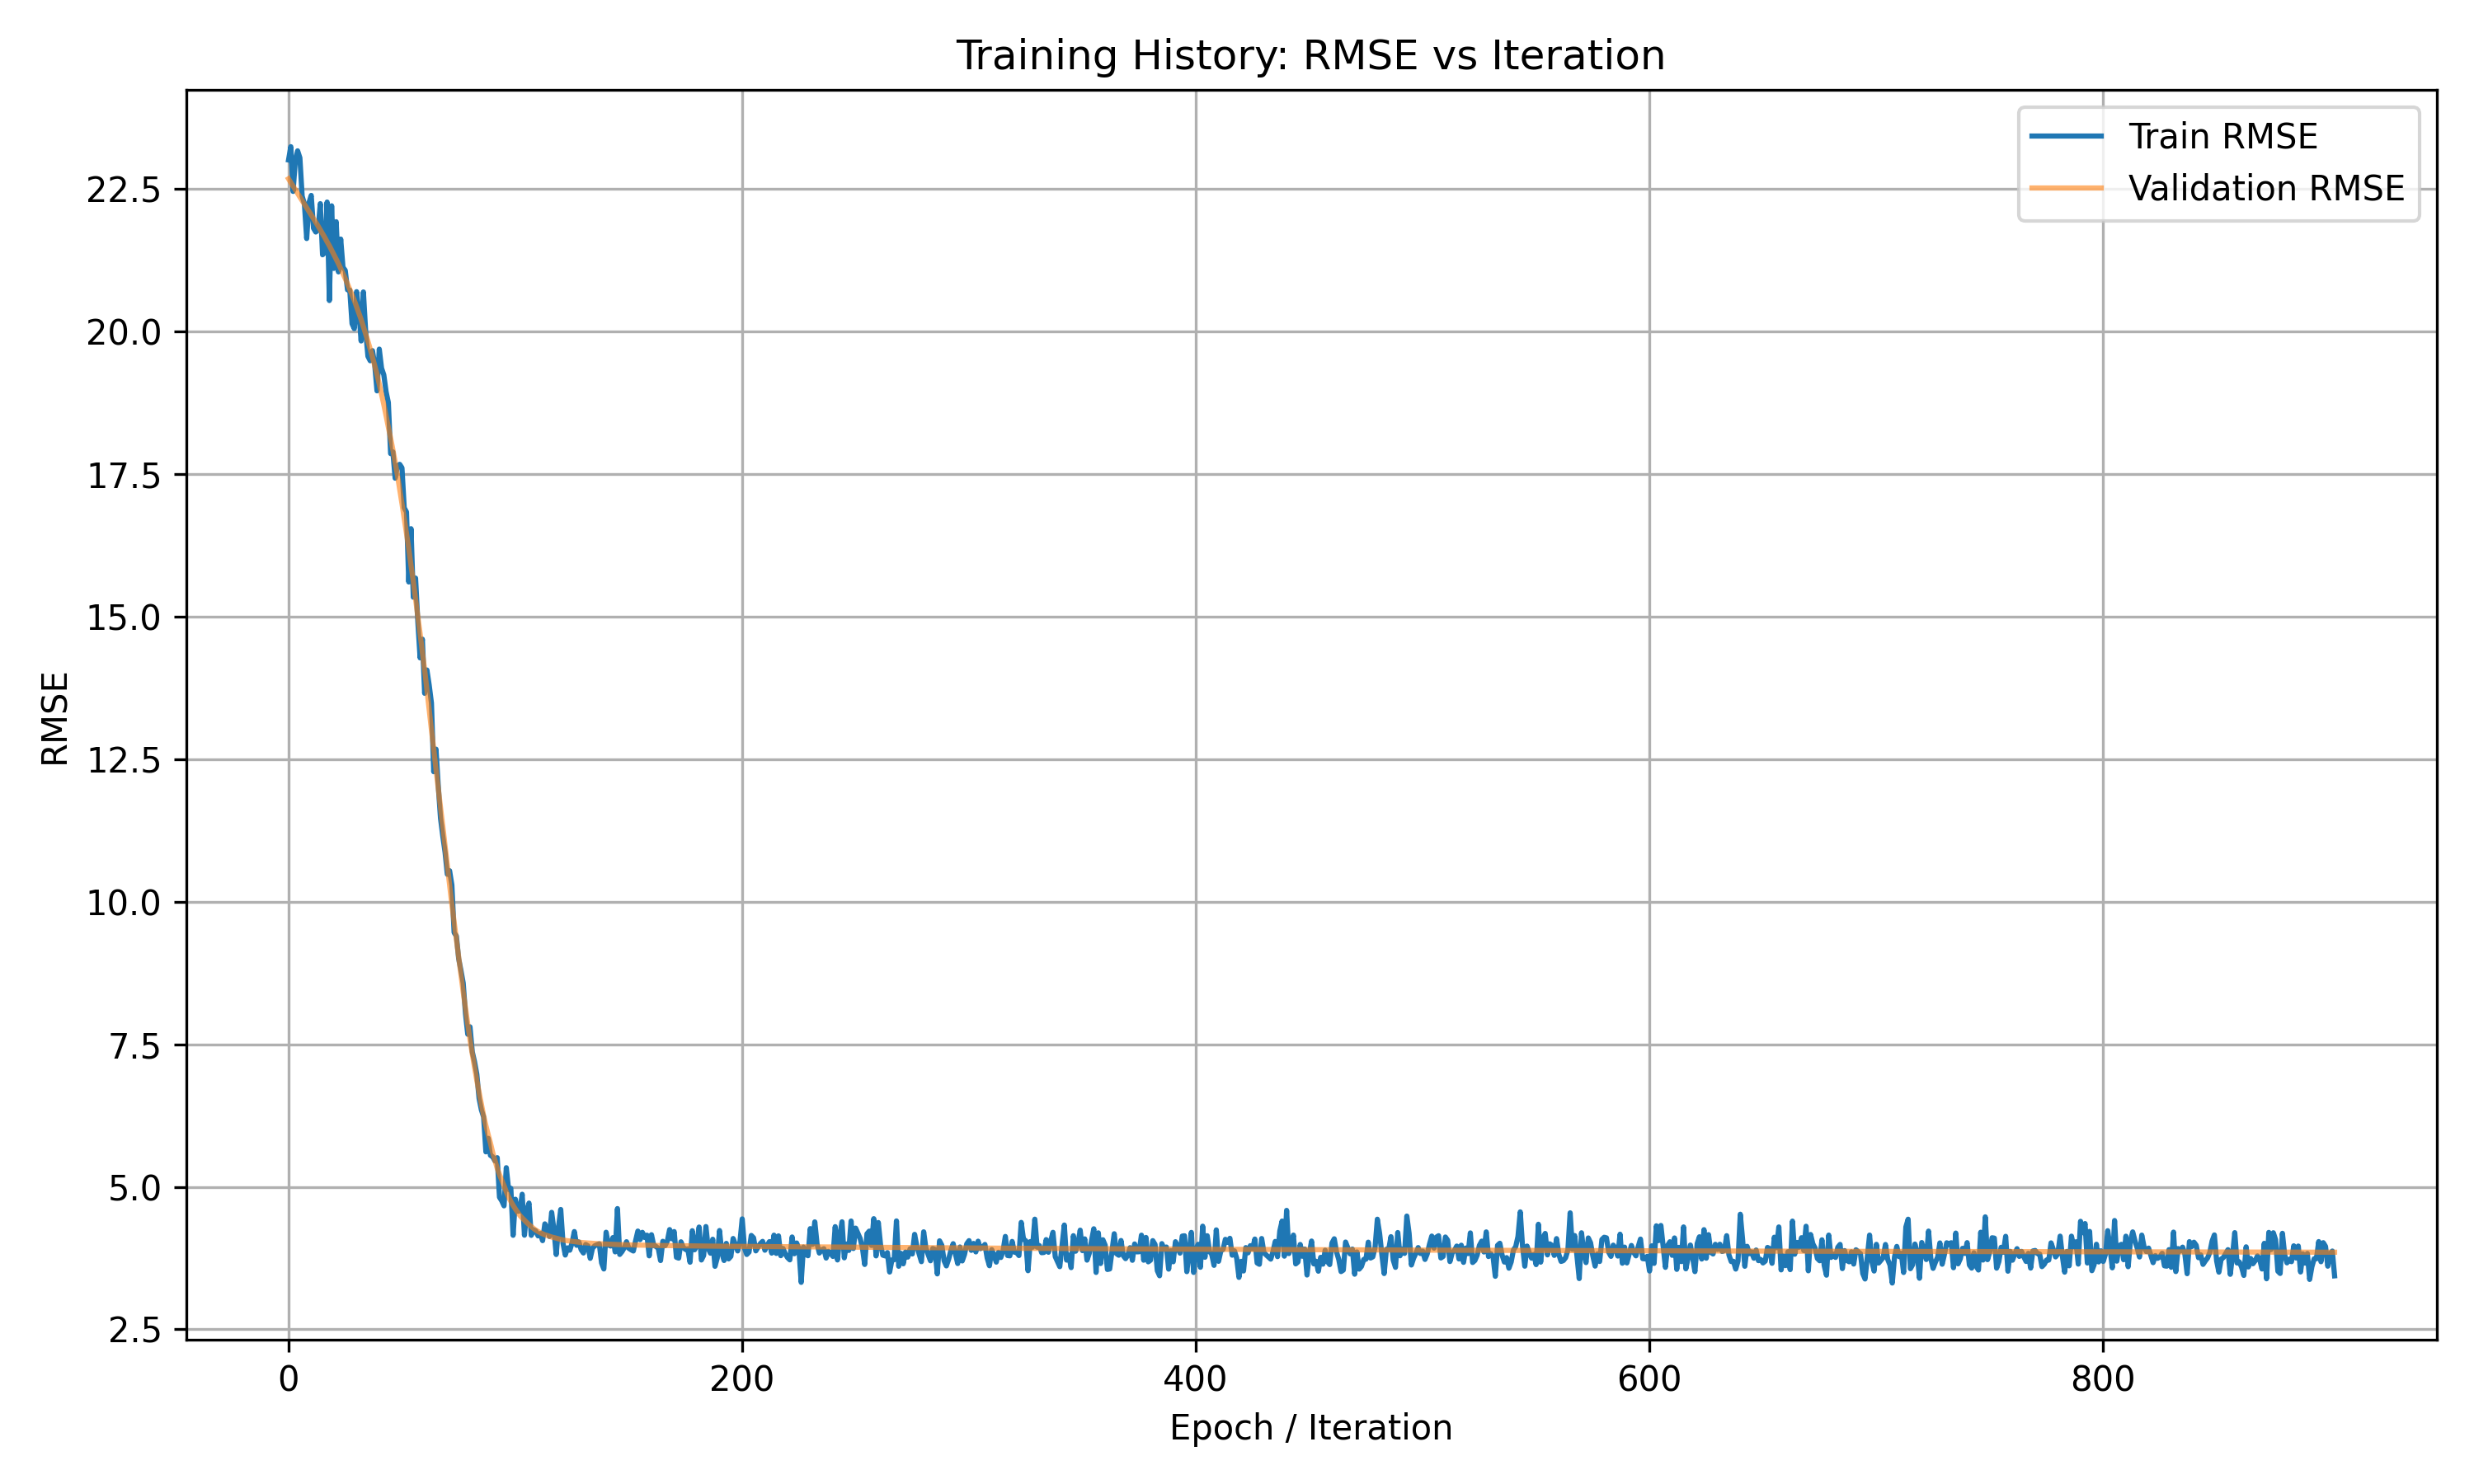 Training History: RMSE vs Iteration
Train RMSE
Validation RMSE
22.5
20.0
17.5
15.0
12.5
10.0
7.5
5.0
2.5
RMSE
0 200 400 600 800
Epoch / Iteration